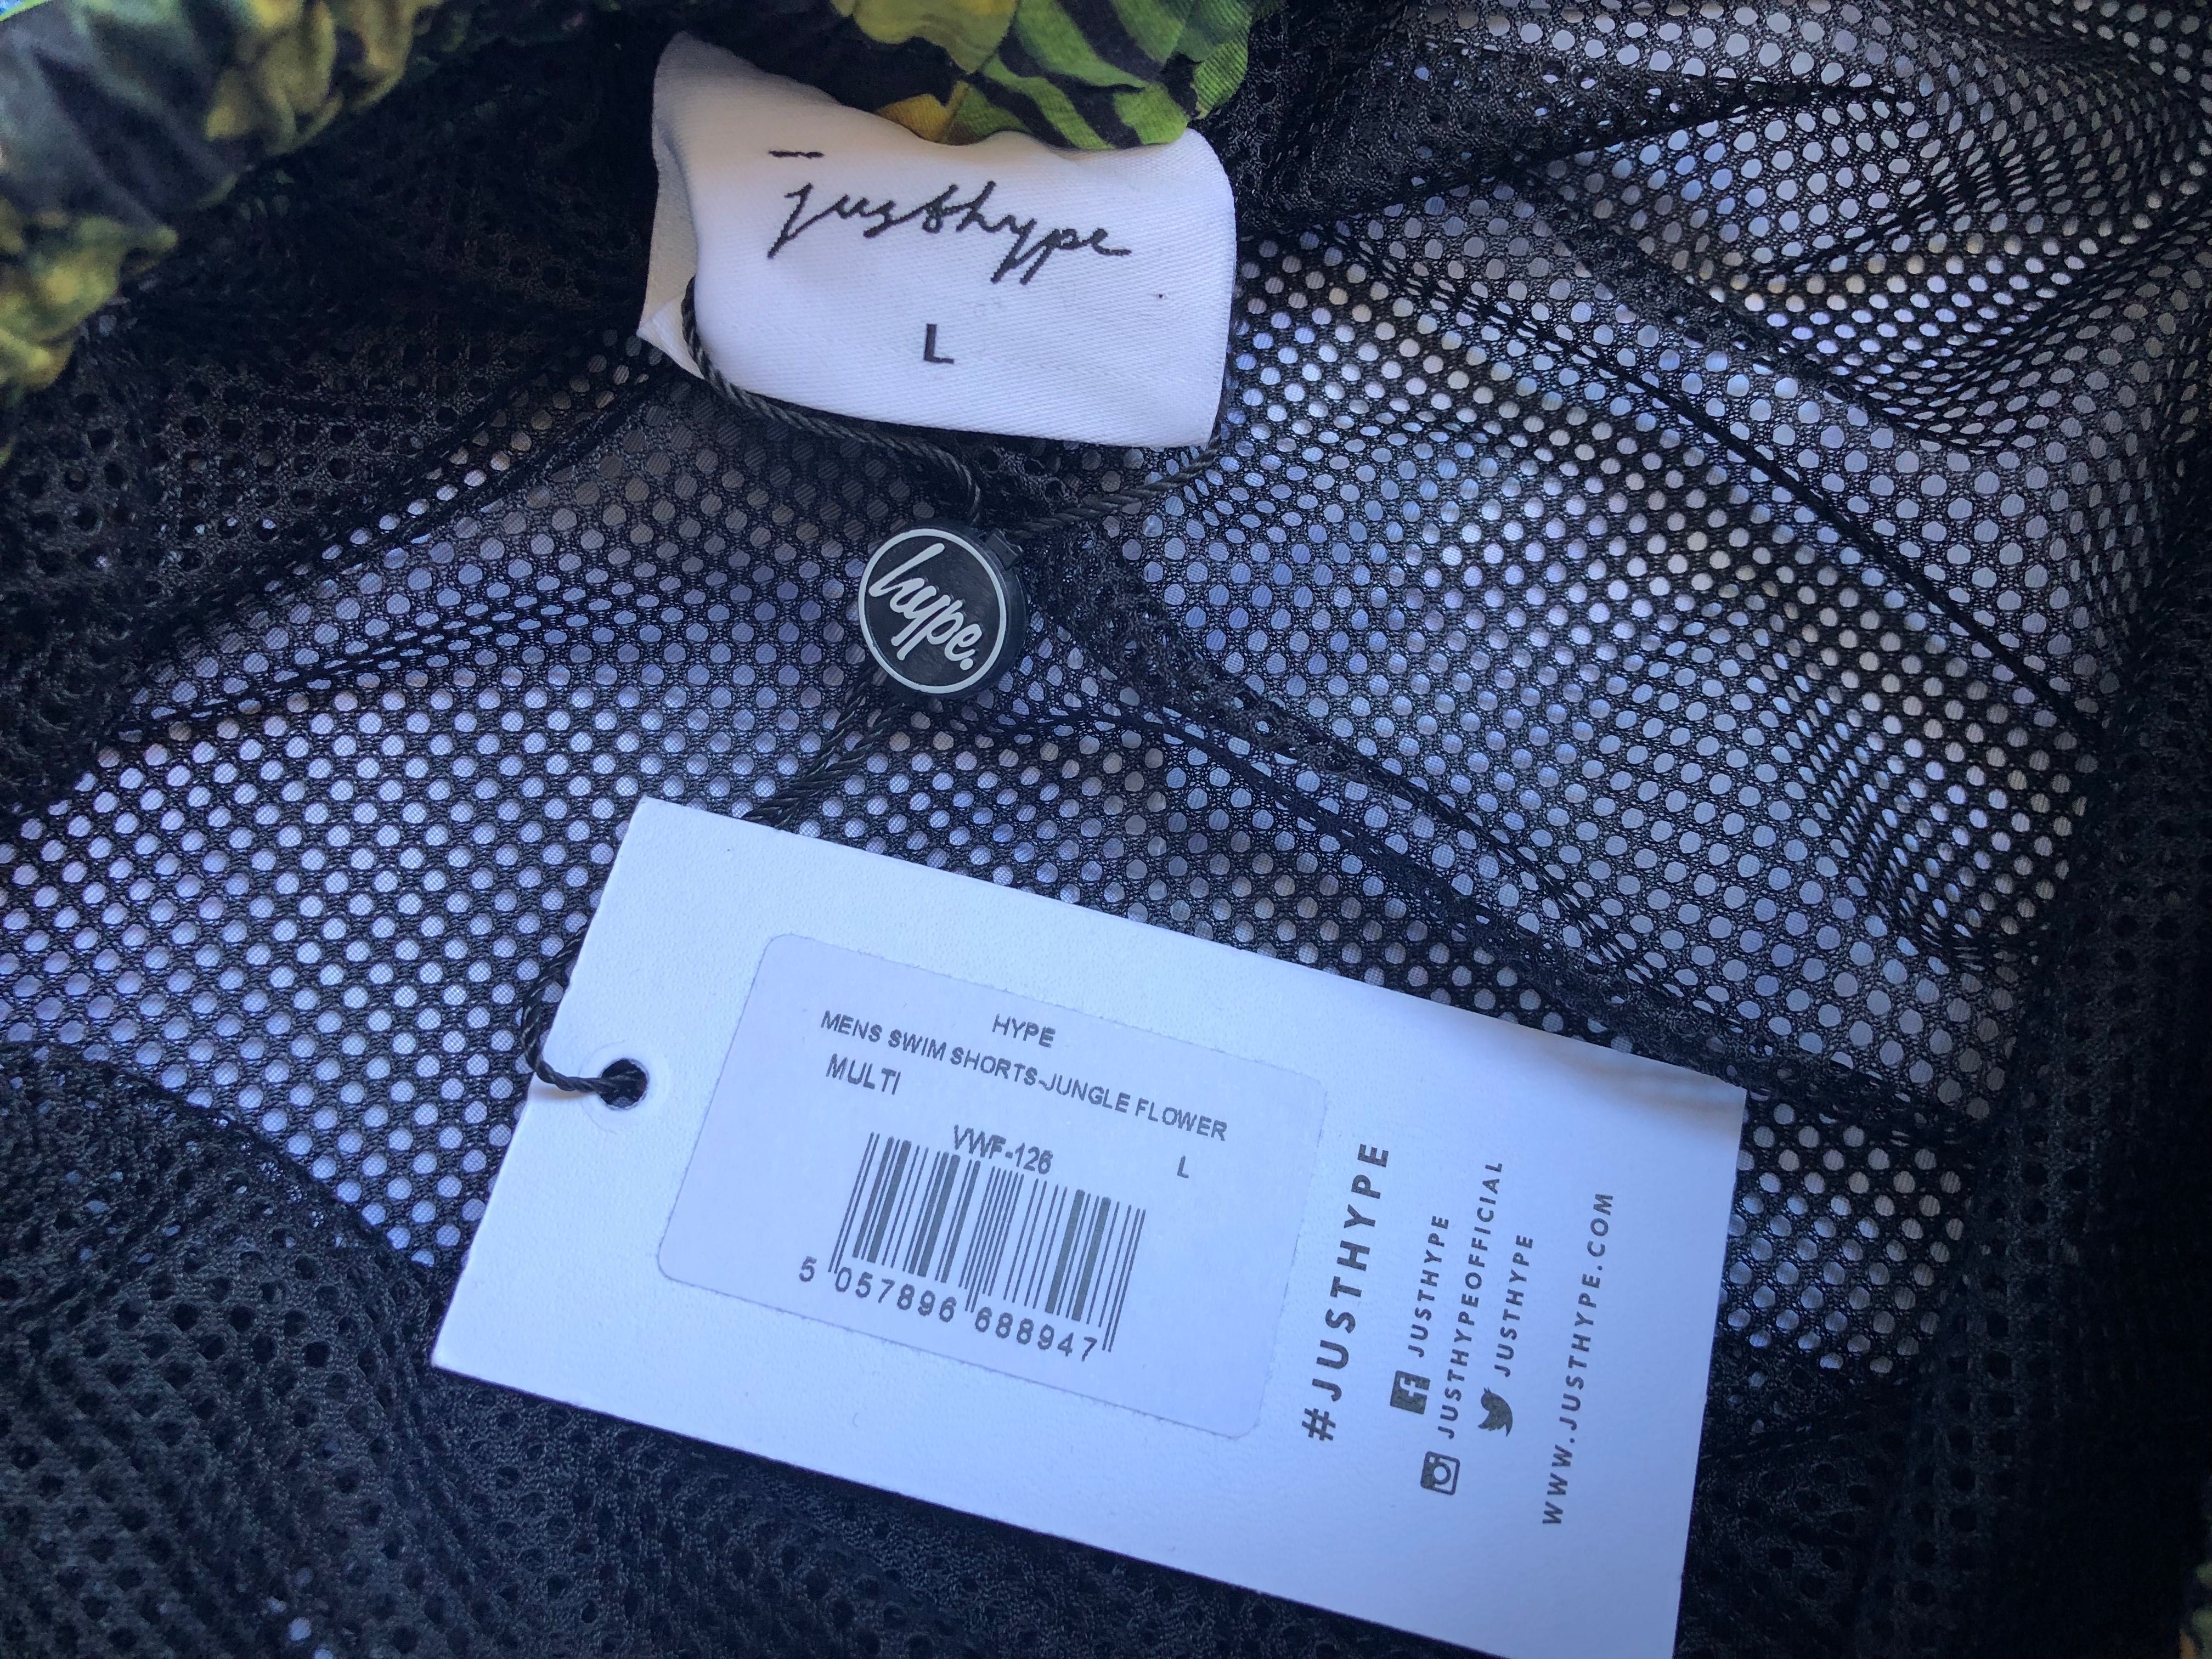 justhype
L
hype.
HYPE
MENS SWIM SHORTS-JUNGLE FLOWER
MULTI
VWF-126 L
5 057896 688947
#JUSTHYPE
JUSTHYPE
JUSTHYPEOFFICIAL
JUSTHYPE
WWW.JUSTHYPE.COM